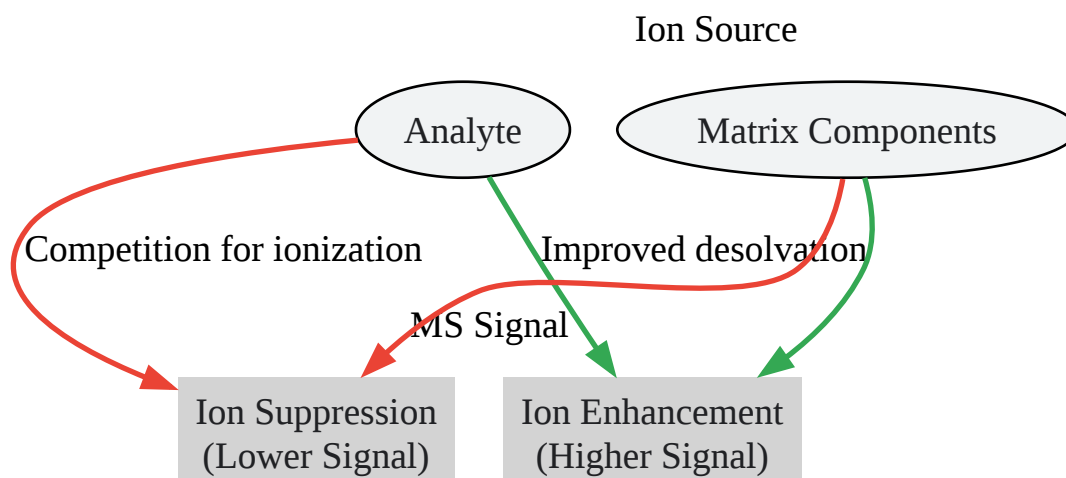 Ion Source
Analyte
Matrix Components
Competition for ionization
Improved desolvation
MS Signal
Ion Suppression
(Lower Signal)
Ion Enhancement
(Higher Signal)